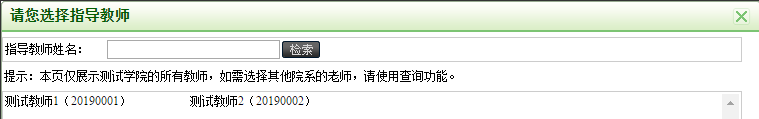 请您选择指导教师
指导教师姓名： 检索
提示：本页仅展示测试学院的所有教师，如需选择其他院系的老师，请使用查询功能。
测试教师1（20190001） 测试教师2（20190002）